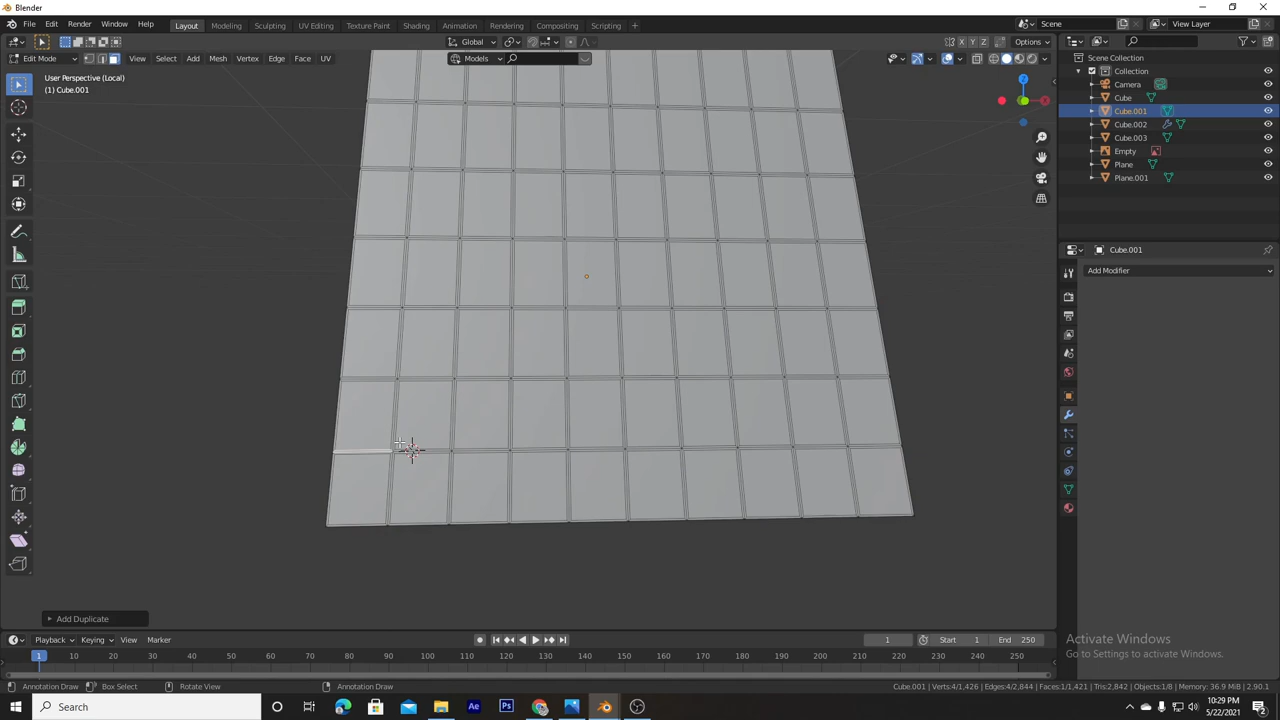 Blender
File Edit Render Window Help Layout Modeling Sculpting UV Editing Texture Paint Shading Animation Rendering Compositing Scripting + Scene View Layer
Global Options
Edit Mode View Select Add Mesh Vertex Edge Face UV Models
User Perspective (Local)
(1) Cube.001
Scene Collection
Collection
Camera
Cube
Cube.001
Cube.002
Cube.003
Empty
Plane
Plane.001
Cube.001
Add Modifier
Add Duplicate
Playback Keying View Marker 1 Start 1 End 250
1 10 20 30 40 50 60 70 80 90 100 110 120 130 140 150 160 170 180 190 200 210 220 230 240 250
Activate Windows
Go to Settings to activate Windows.
Annotation Draw Box Select Rotate View Annotation Draw Cube.001 | Verts:4/1,426 | Edges:4/2,844 | Faces:1/1,421 | Tris:2,842 | Objects:1/8 | Memory: 36.9 MiB | 2.90.1
Search 10:29 PM
5/22/2021